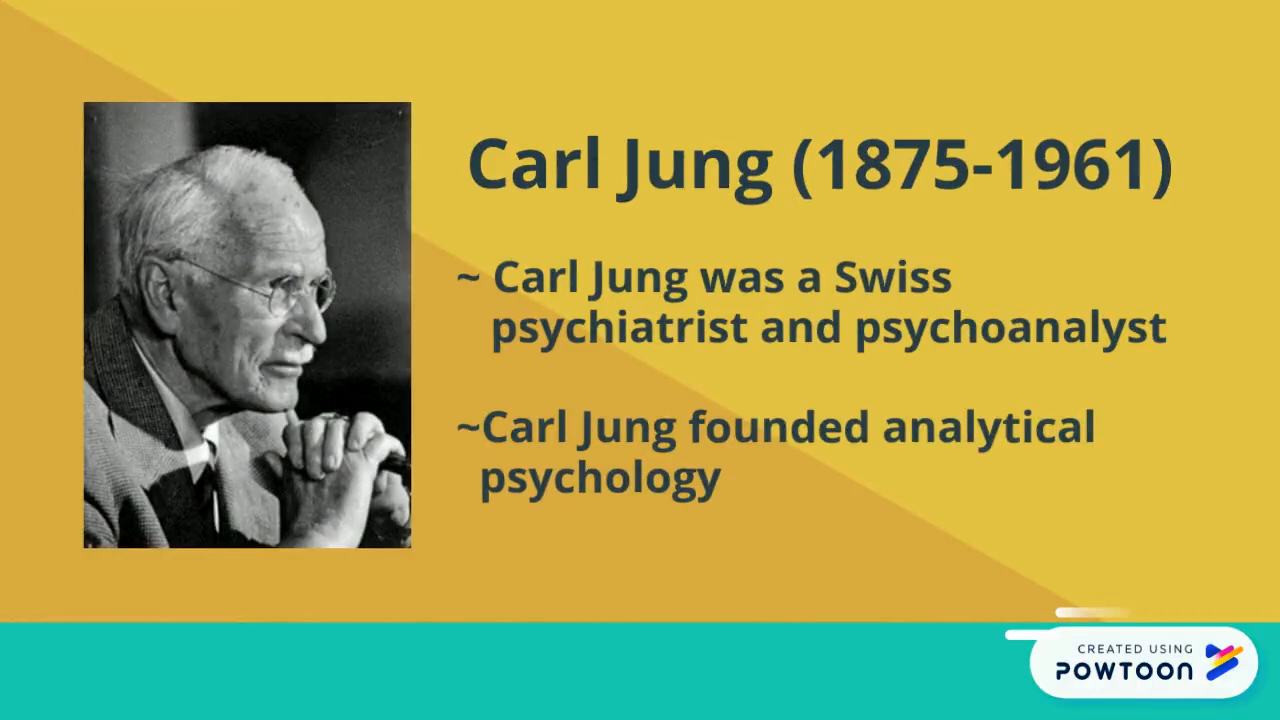 Carl Jung (1875-1961)
~ Carl Jung was a Swiss
psychiatrist and psychoanalyst
~Carl Jung founded analytical
psychology
CREATED USING
POWTOON